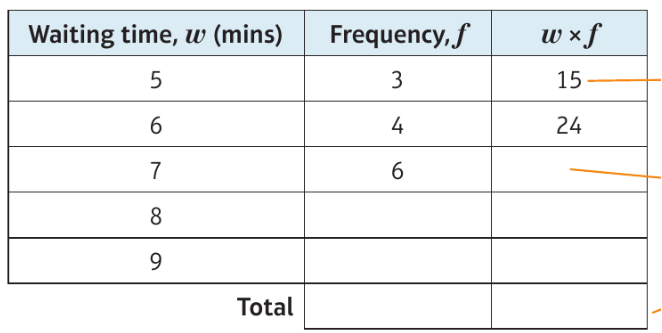 Waiting time, w (mins) Frequency, f w × f
5 3 15
6 4 24
7 6
8
9
Total